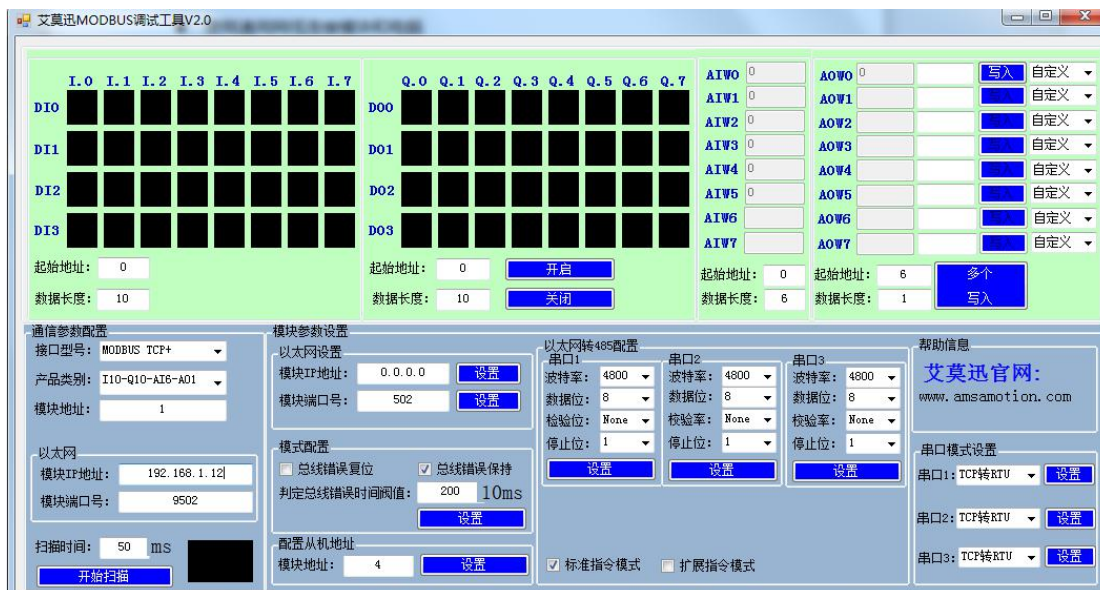 艾莫迅MODBUS调试工具V2.0
I.0 I.1 I.2 I.3 I.4 I.5 I.6 I.7
DI0
DI1
DI2
DI3
起始地址: 0
数据长度: 10
Q.0 Q.1 Q.2 Q.3 Q.4 Q.5 Q.6 Q.7
DO0
DO1
DO2
DO3
起始地址: 0 开启
数据长度: 10 关闭
AIW0 0
AIW1 0
AIW2 0
AIW3 0
AIW4 0
AIW5 0
AIW6
AIW7
起始地址: 0
数据长度: 6
AOW0 0 写入 自定义
AOW1 写入 自定义
AOW2 写入 自定义
AOW3 写入 自定义
AOW4 写入 自定义
AOW5 写入 自定义
AOW6 写入 自定义
AOW7 写入 自定义
起始地址: 6
数据长度: 1
多个
写入
通信参数配置
接口型号: MODBUS TCP+
产品类别: I10-Q10-AI6-AO1
模块地址: 1
以太网
模块IP地址: 192.168.1.12
模块端口号: 9502
扫描时间: 50 ms
开始扫描
模块参数设置
以太网设置
模块IP地址: 0.0.0.0 设置
模块端口号: 502 设置
模式配置
总线错误复位 总线错误保持
判定总线错误时间阀值: 200 10ms
设置
配置从机地址
模块地址: 4 设置
以太网转485配置
串口1
波特率: 4800
数据位: 8
检验位: None
停止位: 1
设置
串口2
波特率: 4800
数据位: 8
校验率: None
停止位: 1
设置
串口3
波特率: 4800
数据位: 8
校验率: None
停止位: 1
设置
标准指令模式 扩展指令模式
帮助信息
艾莫迅官网:
www.amsamotion.com
串口模式设置
串口1: TCP转RTU 设置
串口2: TCP转RTU 设置
串口3: TCP转RTU 设置